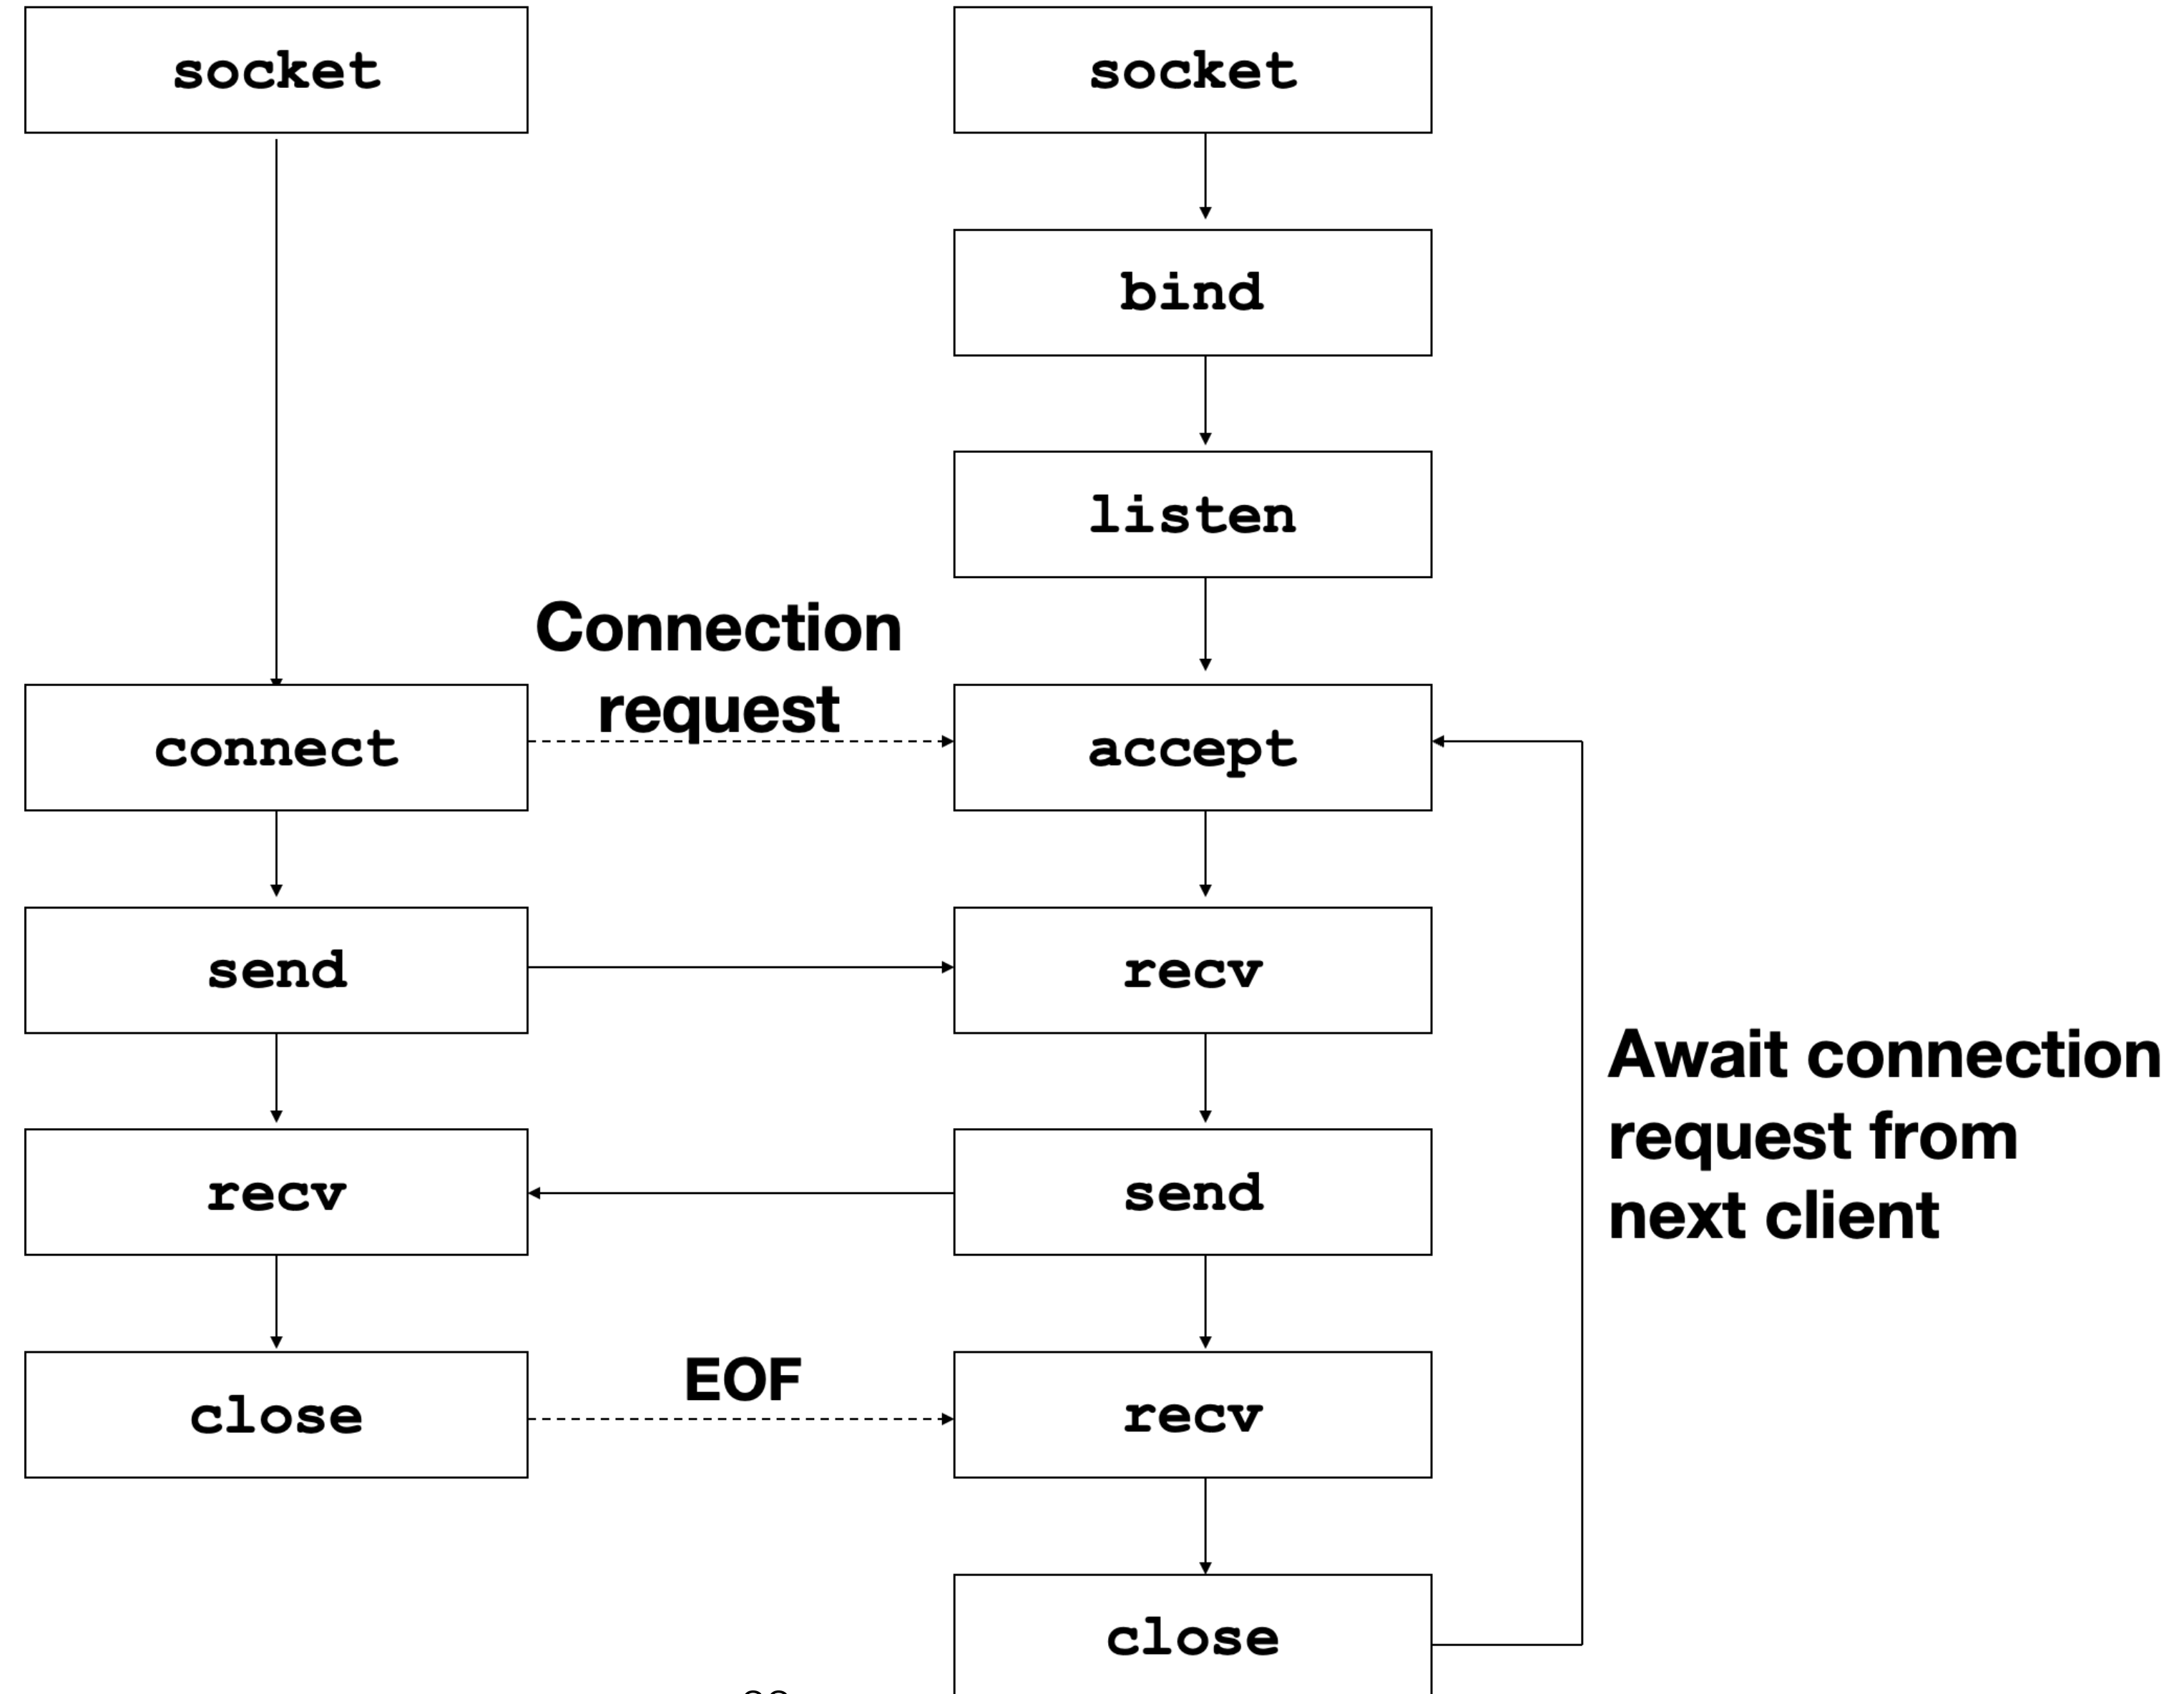 socket
socket
bind
listen
Connection
request
connect
accept
send
recv
Await connection
request from
next client
recv
send
EOF
close
recv
close